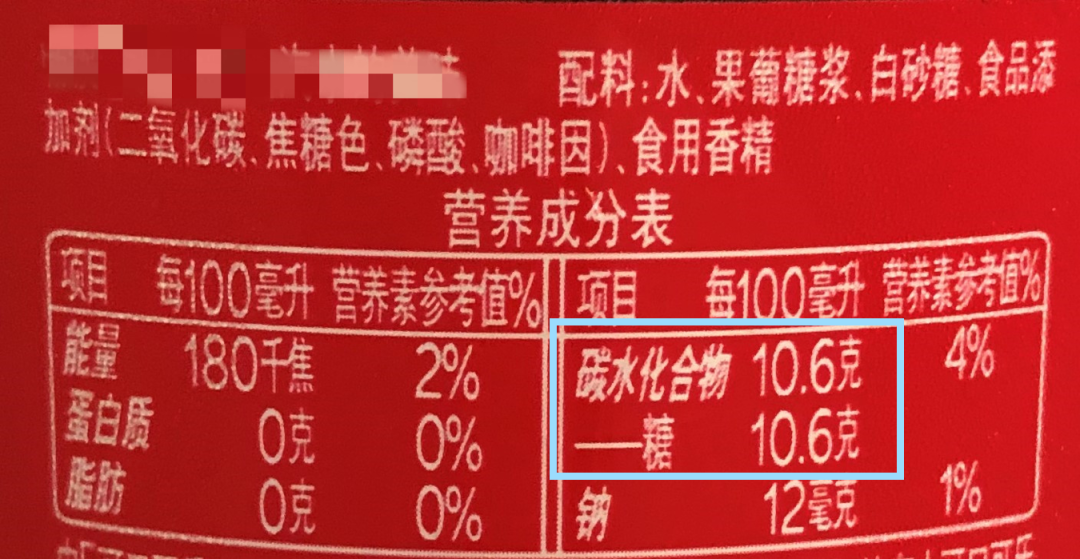 配料:水、果葡糖浆、白砂糖、食品添
加剂(二氧化碳、焦糖色、磷酸、咖啡因)、食用香精
营养成分表
项目 每100毫升 营养素参考值% 项目 每100毫升 营养素参考值%
能量 180千焦 2% 碳水化合物 10.6克 4%
蛋白质 0克 0% ——糖 10.6克
脂肪 0克 0% 钠 12毫克 1%